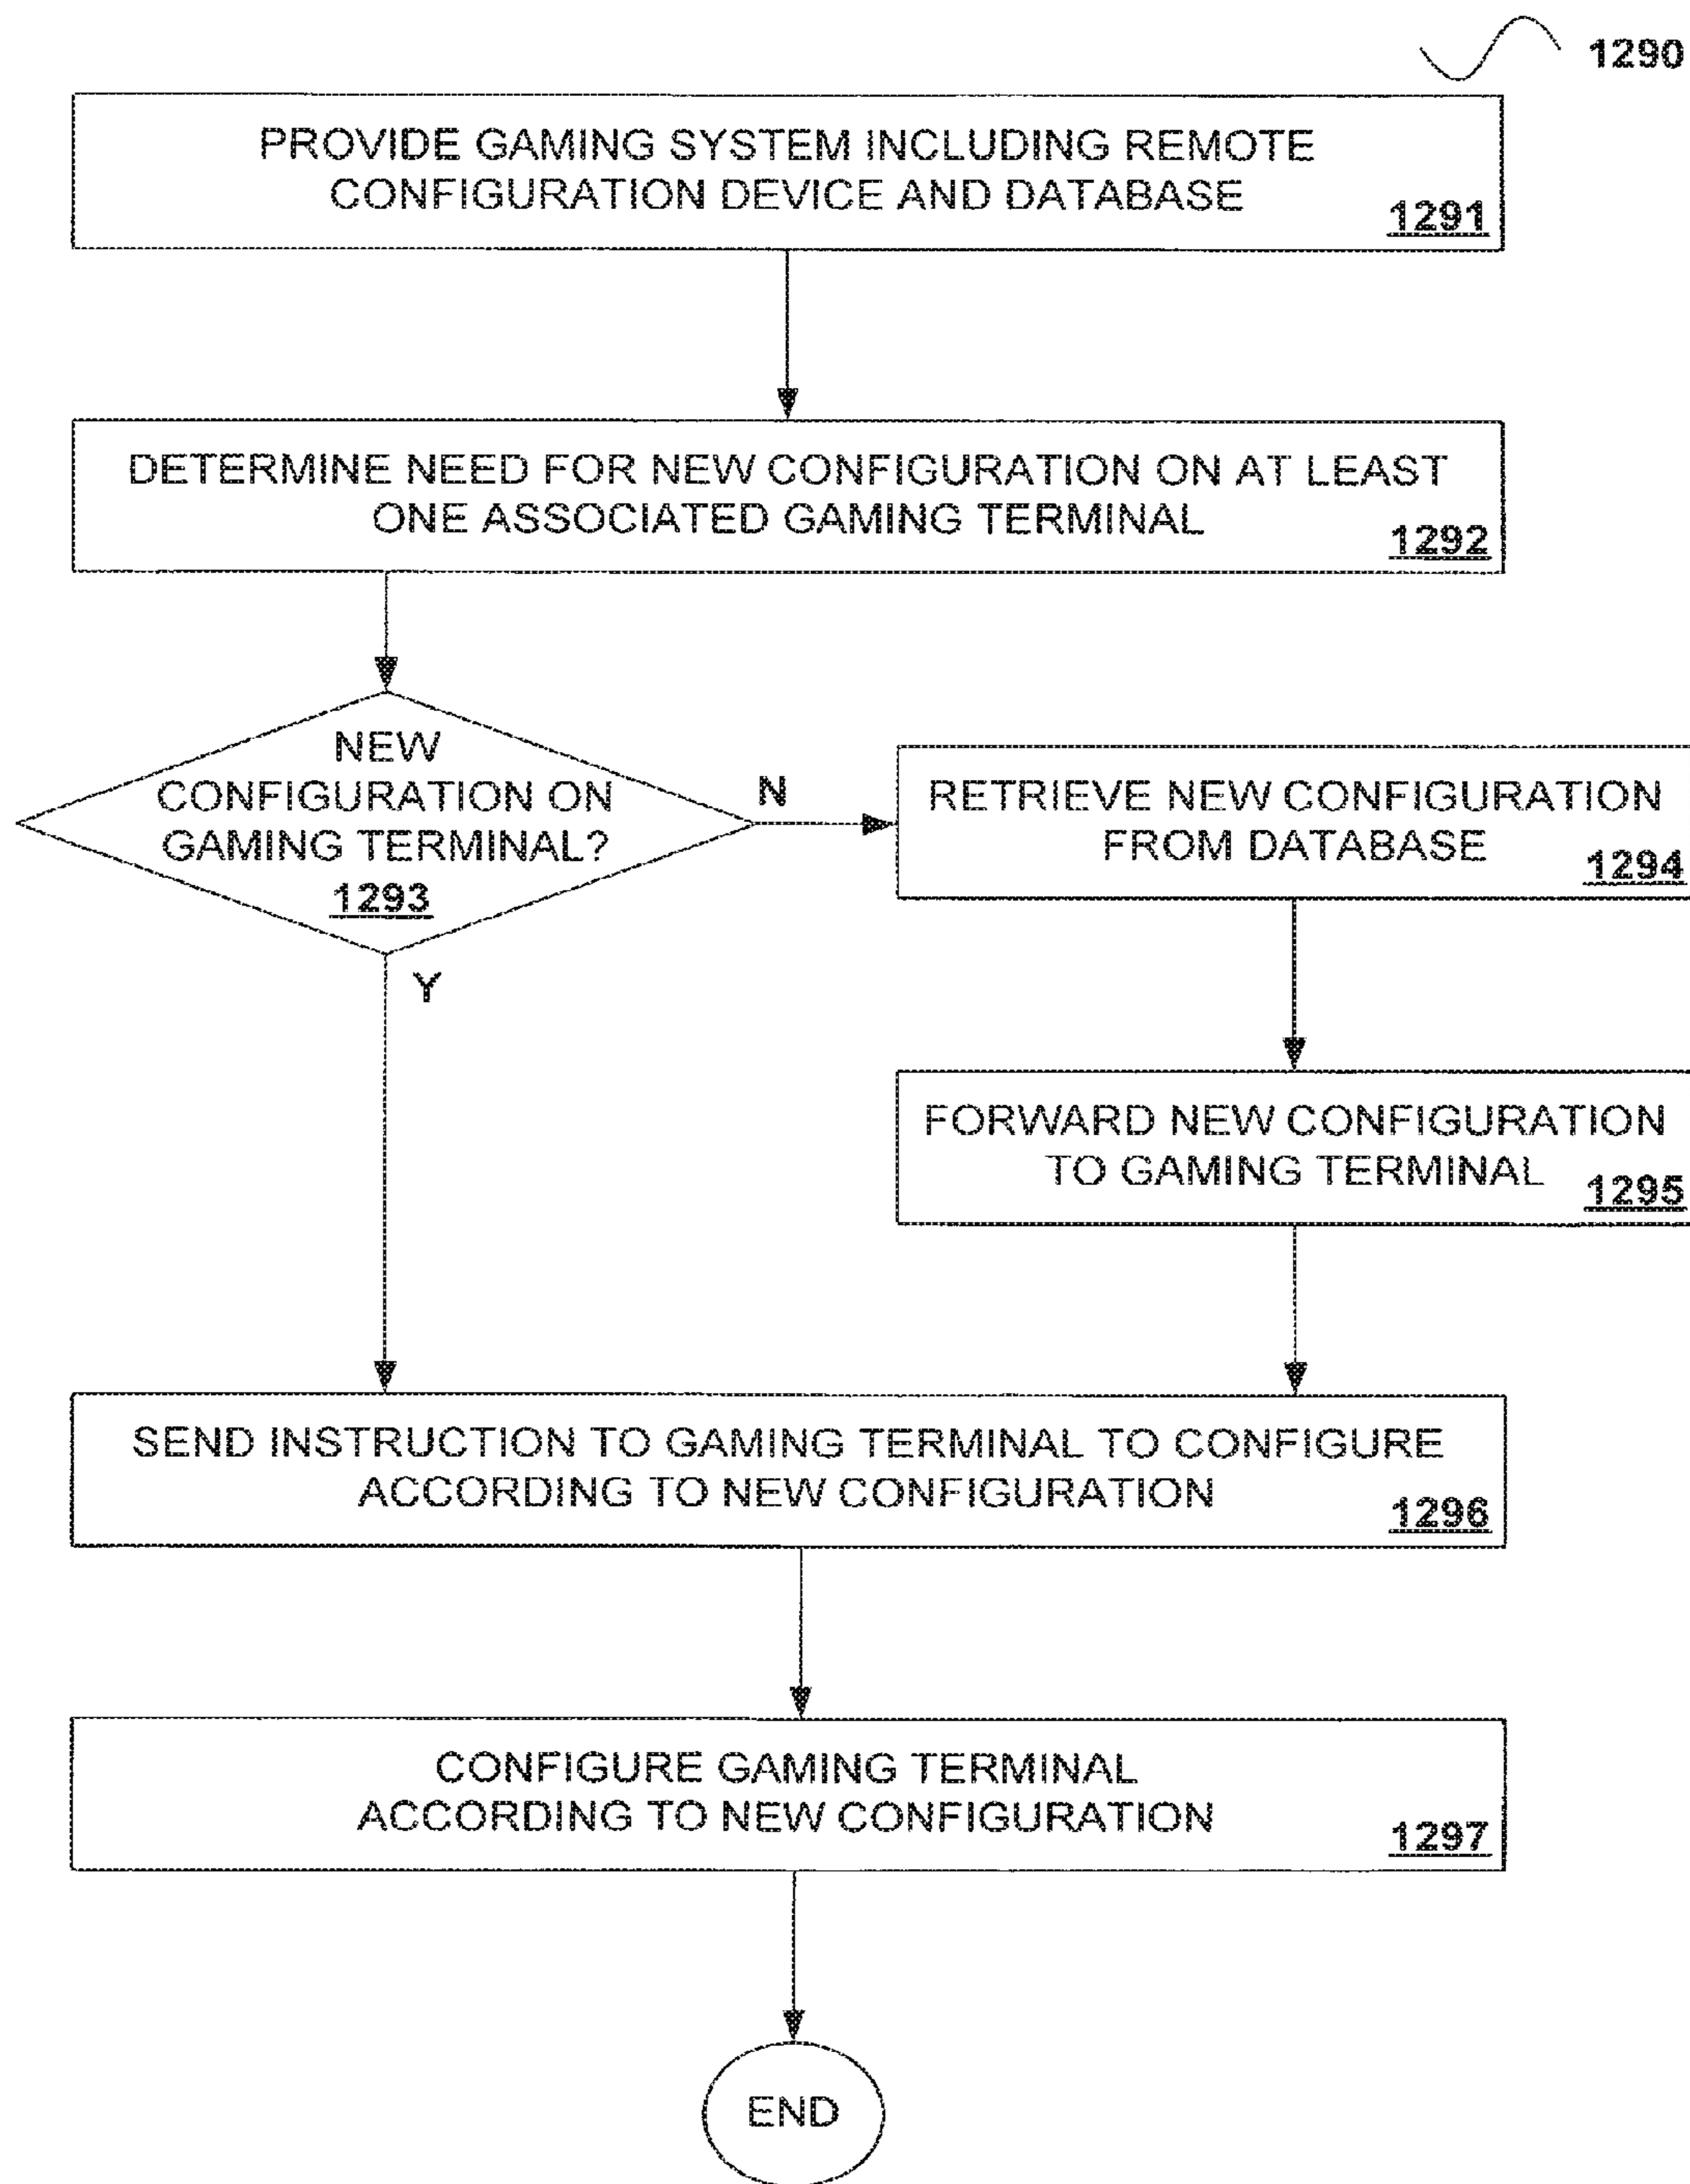 1290
PROVIDE GAMING SYSTEM INCLUDING REMOTE
CONFIGURATION DEVICE AND DATABASE
1291
DETERMINE NEED FOR NEW CONFIGURATION ON AT LEAST
ONE ASSOCIATED GAMING TERMINAL
1292
NEW
CONFIGURATION ON
GAMING TERMINAL?
1293
N
Y
RETRIEVE NEW CONFIGURATION
FROM DATABASE
1294
FORWARD NEW CONFIGURATION
TO GAMING TERMINAL
1295
SEND INSTRUCTION TO GAMING TERMINAL TO CONFIGURE
ACCORDING TO NEW CONFIGURATION
1296
CONFIGURE GAMING TERMINAL
ACCORDING TO NEW CONFIGURATION
1297
END